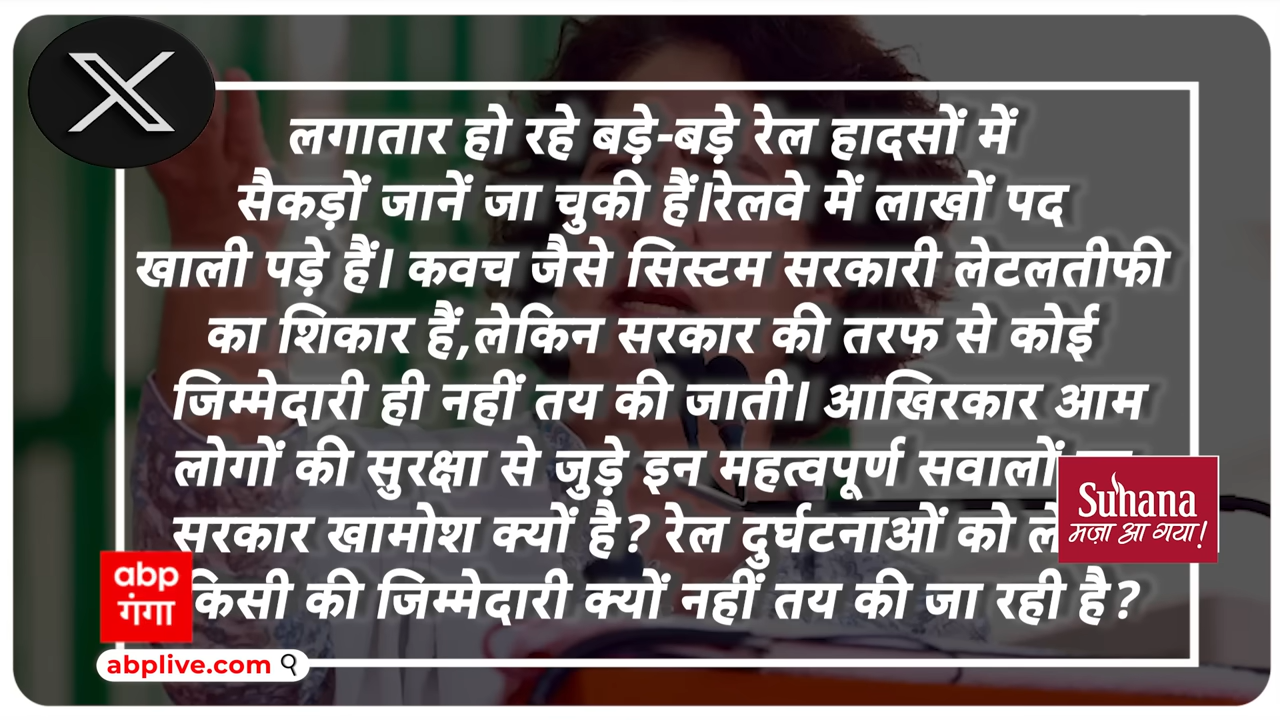 लगातार हो रहे बड़े-बड़े रेल हादसों में
सैकड़ों जानें जा चुकी हैं।रेलवे में लाखों पद
खाली पड़े हैं। कवच जैसे सिस्टम सरकारी लेटलतीफी
का शिकार हैं,लेकिन सरकार की तरफ से कोई
जिम्मेदारी ही नहीं तय की जाती। आखिरकार आम
लोगों की सुरक्षा से जुड़े इन महत्वपूर्ण सवालों
सरकार खामोश क्यों है? रेल दुर्घटनाओं को
किसी की जिम्मेदारी क्यों नहीं तय की जा रही है?
Suhana
मज़ा आ गया!
abp
गंगा
abplive.com